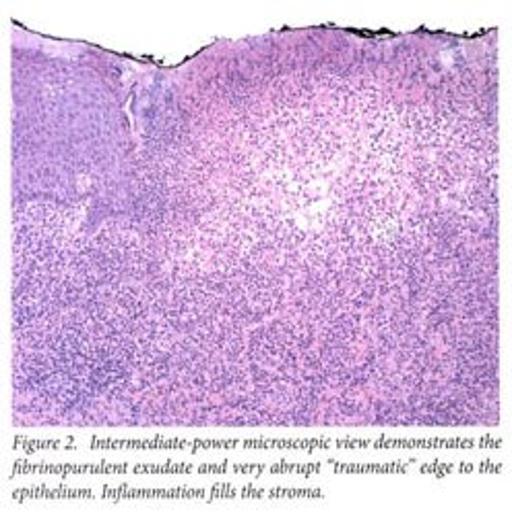 Figure 2. Intermediate-power microscopic view demonstrates the
fibrinopurulent exudate and very abrupt “traumatic” edge to the
epithelium. Inflammation fills the stroma.